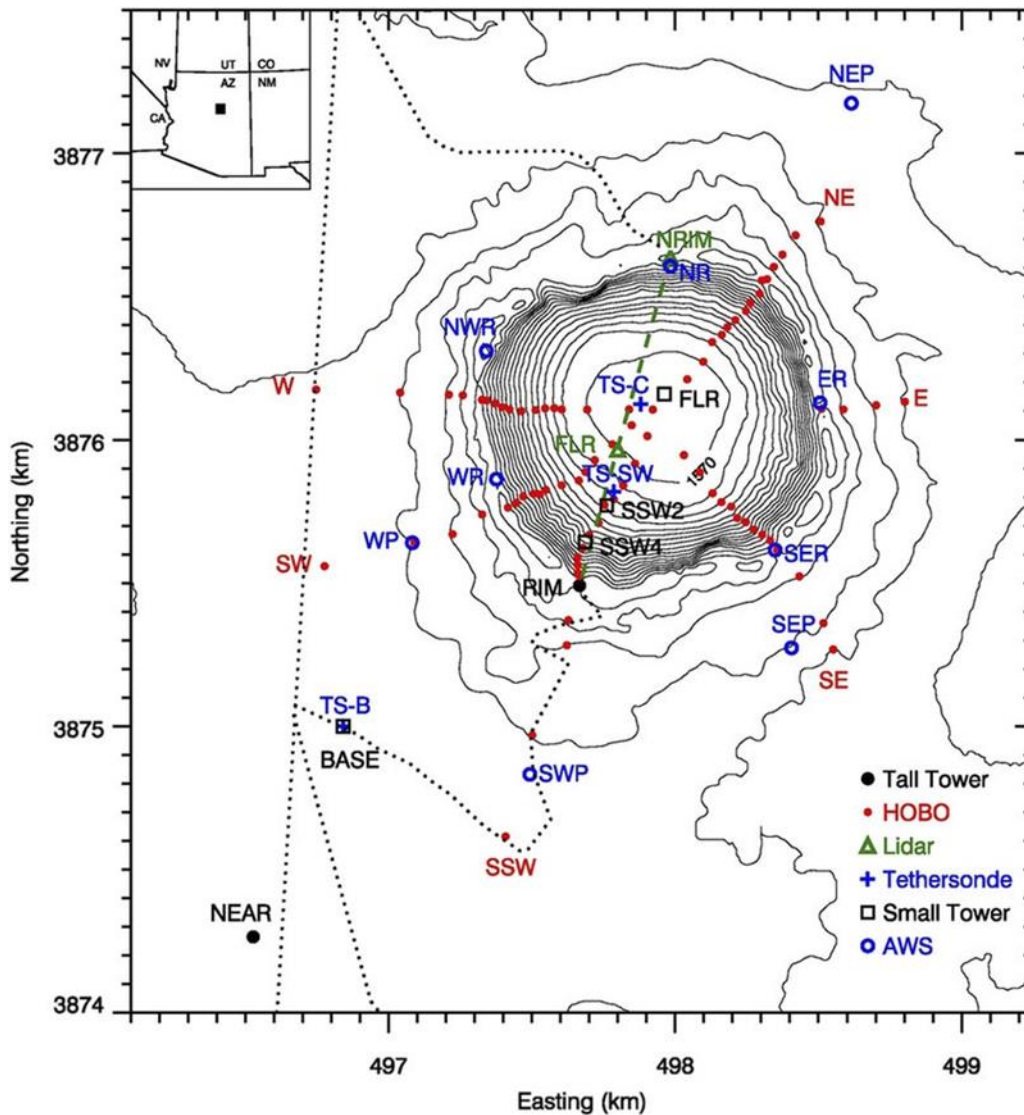 NV
UT
CO
AZ
NM
CA
NEP
3877
NE
NRIM
NR
NWR
TS-C
ER
W
FLR
E
3876
FLR
1570
WR
TS-SW
SSW2
WP
SSW4
SER
SW
RIM
SEP
SE
TS-B
3875
BASE
SWP
Tall Tower
HOBO
SSW
Lidar
Tethersonde
NEAR
Small Tower
AWS
3874
497
498
499
Easting (km)
Northing (km)